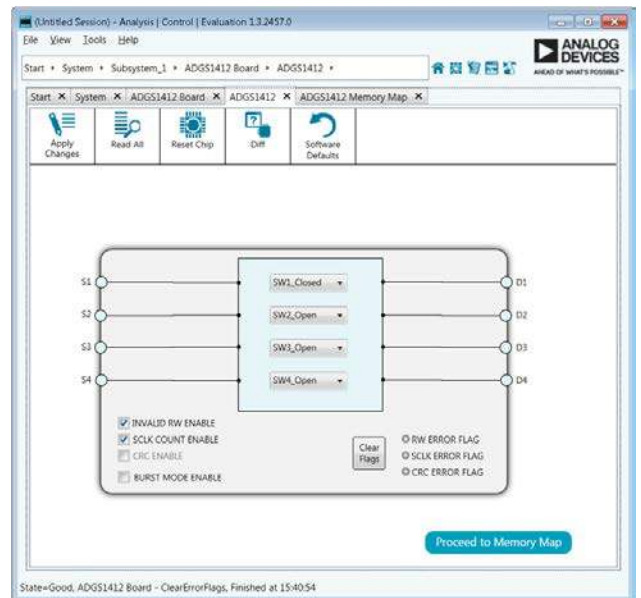 (Untitled Session) - Analysis | Control | Evaluation 1.3.2457.0
File View Tools Help
Start System Subsystem_1 ADGS1412 Board ADGS1412
ANALOG DEVICES
AHEAD OF WHAT'S POSSIBLE™
Start × System × ADGS1412 Board × ADGS1412 × ADGS1412 Memory Map ×
Apply Changes
Read All
Reset Chip
Diff
Software Defaults
S1 SW1_Closed D1
S2 SW2_Open D2
S3 SW3_Open D3
S4 SW4_Open D4
INVALID RW ENABLE
SCLK COUNT ENABLE
CRC ENABLE
BURST MODE ENABLE
Clear Flags
RW ERROR FLAG
SCLK ERROR FLAG
CRC ERROR FLAG
Proceed to Memory Map
State=Good, ADGS1412 Board - ClearErrorFlags, Finished at 15:40:54